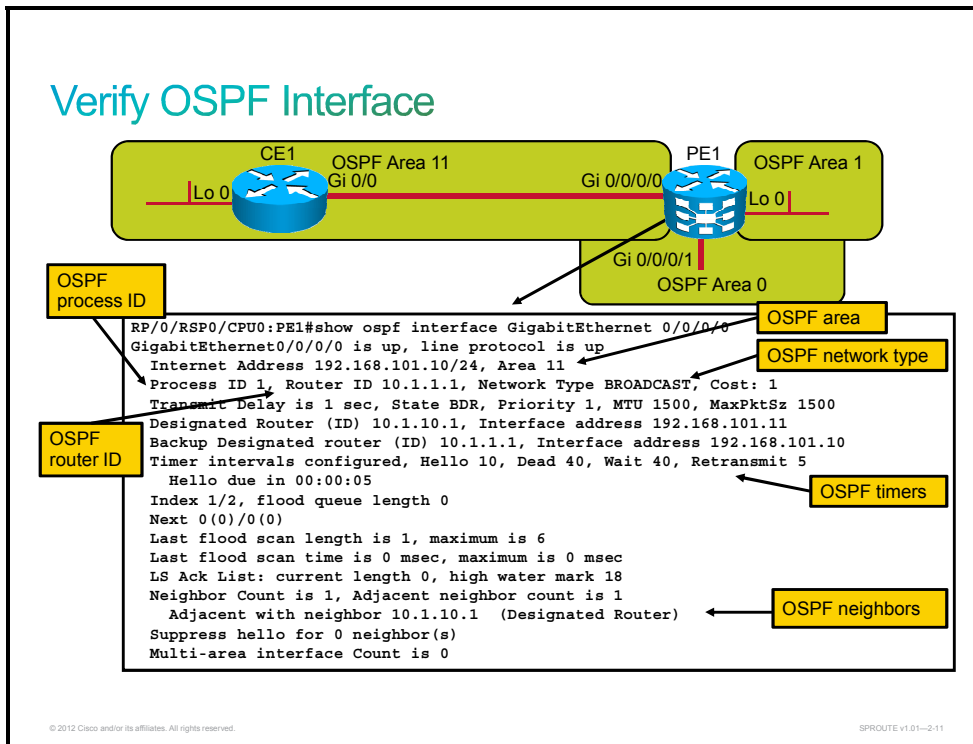 Verify OSPF Interface
CE1
OSPF Area 11
PE1
OSPF Area 1
Gi 0/0
Gi 0/0/0/0
Lo 0
Lo 0
Gi 0/0/0/1
OSPF Area 0
OSPF
process ID
OSPF area
OSPF network type
OSPF
router ID
OSPF timers
OSPF neighbors
RP/0/RSP0/CPU0:PE1#show ospf interface GigabitEthernet 0/0/0/0
GigabitEthernet0/0/0/0 is up, line protocol is up
Internet Address 192.168.101.10/24, Area 11
Process ID 1, Router ID 10.1.1.1, Network Type BROADCAST, Cost: 1
Transmit Delay is 1 sec, State BDR, Priority 1, MTU 1500, MaxPktSz 1500
Designated Router (ID) 10.1.10.1, Interface address 192.168.101.11
Backup Designated router (ID) 10.1.1.1, Interface address 192.168.101.10
Timer intervals configured, Hello 10, Dead 40, Wait 40, Retransmit 5
Hello due in 00:00:05
Index 1/2, flood queue length 0
Next 0(0)/0(0)
Last flood scan length is 1, maximum is 6
Last flood scan time is 0 msec, maximum is 0 msec
LS Ack List: current length 0, high water mark 18
Neighbor Count is 1, Adjacent neighbor count is 1
Adjacent with neighbor 10.1.10.1 (Designated Router)
Suppress hello for 0 neighbor(s)
Multi-area interface Count is 0
© 2012 Cisco and/or its affiliates. All rights reserved.
SPROUTE v1.01—2-11